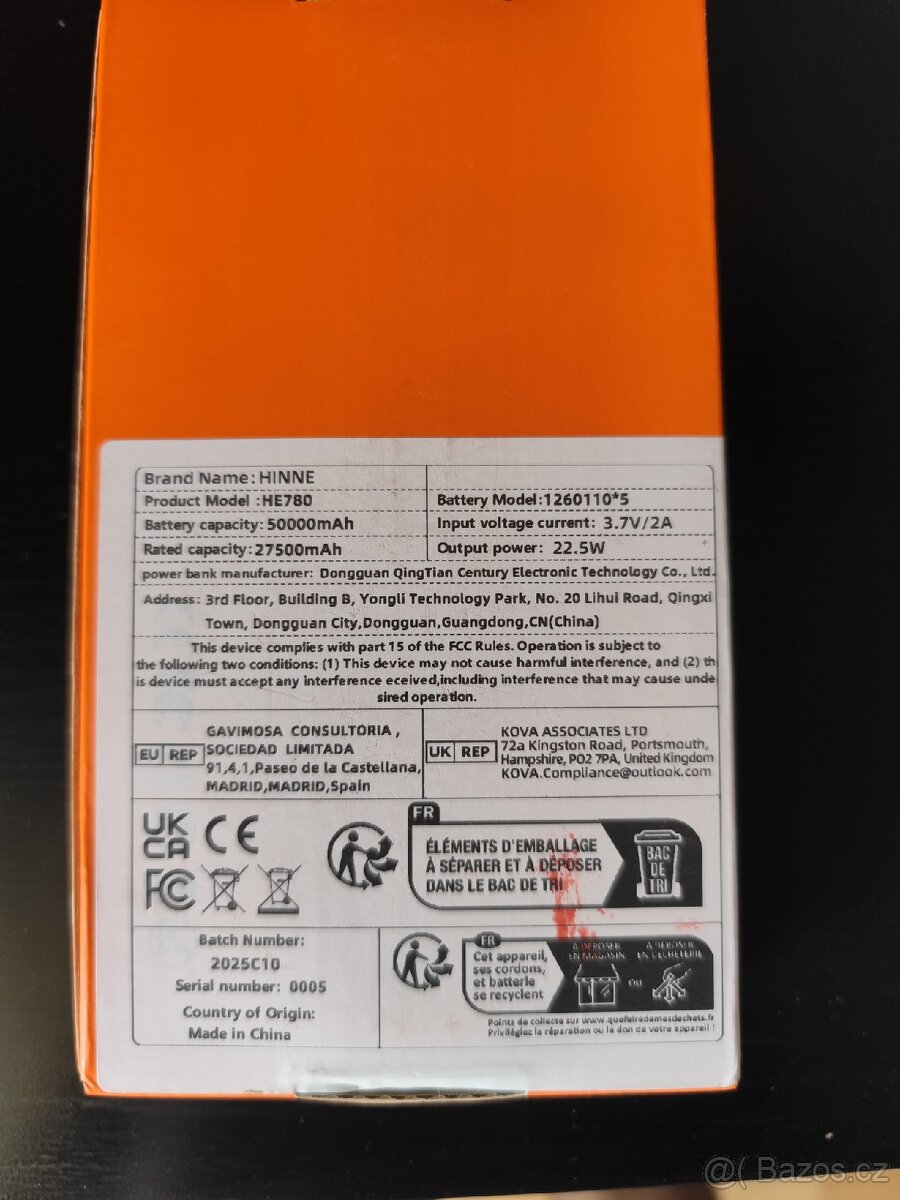 Brand Name: HINNE
Product Model :HE780
Battery Model:1260110*5
Battery capacity: 50000mAh
Input voltage current: 3.7V/2A
Rated capacity: 27500mAh
Output power: 22.5W
power bank manufacturer: Dongguan QingTian Century Electronic Technology Co., Ltd.
Address: 3rd Floor, Building B, Yongli Technology Park, No. 20 Lihui Road, Qingxi
Town, Dongguan City,Dongguan,Guangdong,CN(China)
This device complies with part 15 of the FCC Rules. Operation is subject to
the following two conditions: (1) This device may not cause harmful interference, and (2) th
is device must accept any interference eceived,including interference that may cause unde
sired operation.
EU REP
GAVIMOSA CONSULTORIA ,
SOCIEDAD LIMITADA
91,4,1,Paseo de la Castellana,
MADRID,MADRID,Spain
UK REP
KOVA ASSOCIATES LTD
72a Kingston Road, Portsmouth,
Hampshire, PO2 7PA, United Kingdom
KOVA.Compliance@outlook.com
UK
CA
CE
FC
FR
ÉLÉMENTS D'EMBALLAGE
À SÉPARER ET À DÉPOSER
DANS LE BAC DE TRI
BAC
DE
TRI
Batch Number:
2025C10
Serial number: 0005
Country of Origin:
Made in China
FR
Cet appareil,
ses cordons,
et batterie
se recyclent
À DÉPOSER
EN MAGASIN
OU
À DÉPOSER
EN DÉCHÈTERIE
Points de collecte sur www.quefairedemesdechets.fr
Privilégiez la réparation ou le don de votre appareil !
@( Bazos.cz